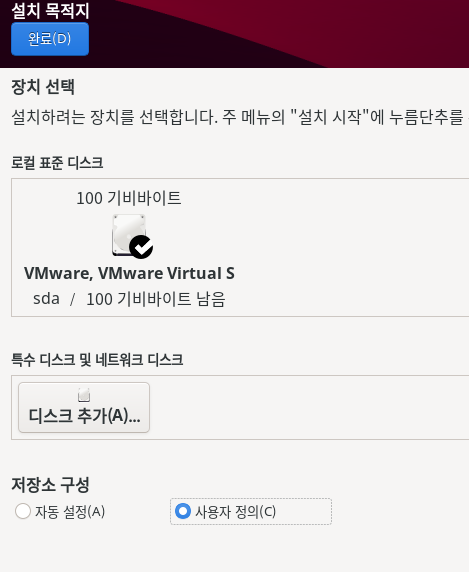 설치 목적지
완료(D)
장치 선택
설치하려는 장치를 선택합니다. 주 메뉴의 "설치 시작"에 누름단추를
로컬 표준 디스크
100 기비바이트
VMware, VMware Virtual S
sda / 100 기비바이트 남음
특수 디스크 및 네트워크 디스크
디스크 추가(A)...
저장소 구성
자동 설정(A) 사용자 정의(C)